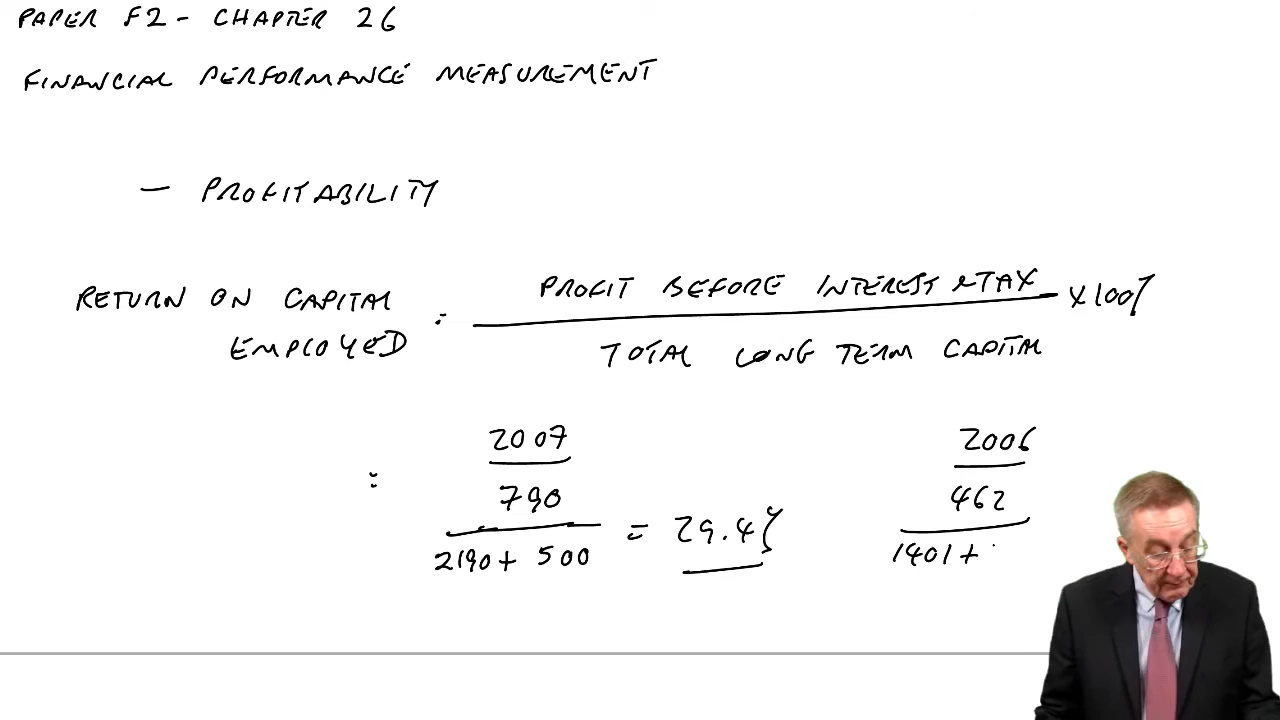 PAPER F2 - CHAPTER 26
FINANCIAL PERFORMANCE MEASUREMENT
- PROFITABILITY
RETURN ON CAPITAL EMPLOYED = PROFIT BEFORE INTEREST & TAX / TOTAL LONG TERM CAPITAL x 100%
2007 2006
= 790 / 2190 + 500 = 29.4% 462 / 1401 +